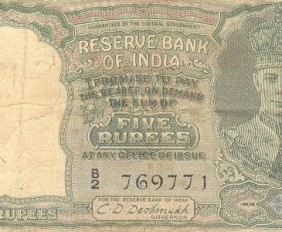 GUARANTEED BY THE CENTRAL GOVERNMENT
RESERVE BANK
OF INDIA
I PROMISE TO PAY
THE BEARER ON DEMAND
THE SUM OF
FIVE
RUPEES
AT ANY OFFICE OF ISSUE
B/2 769771
FOR THE RESERVE BANK OF INDIA
C. D. Deshmukh
GOVERNOR
RUPEES